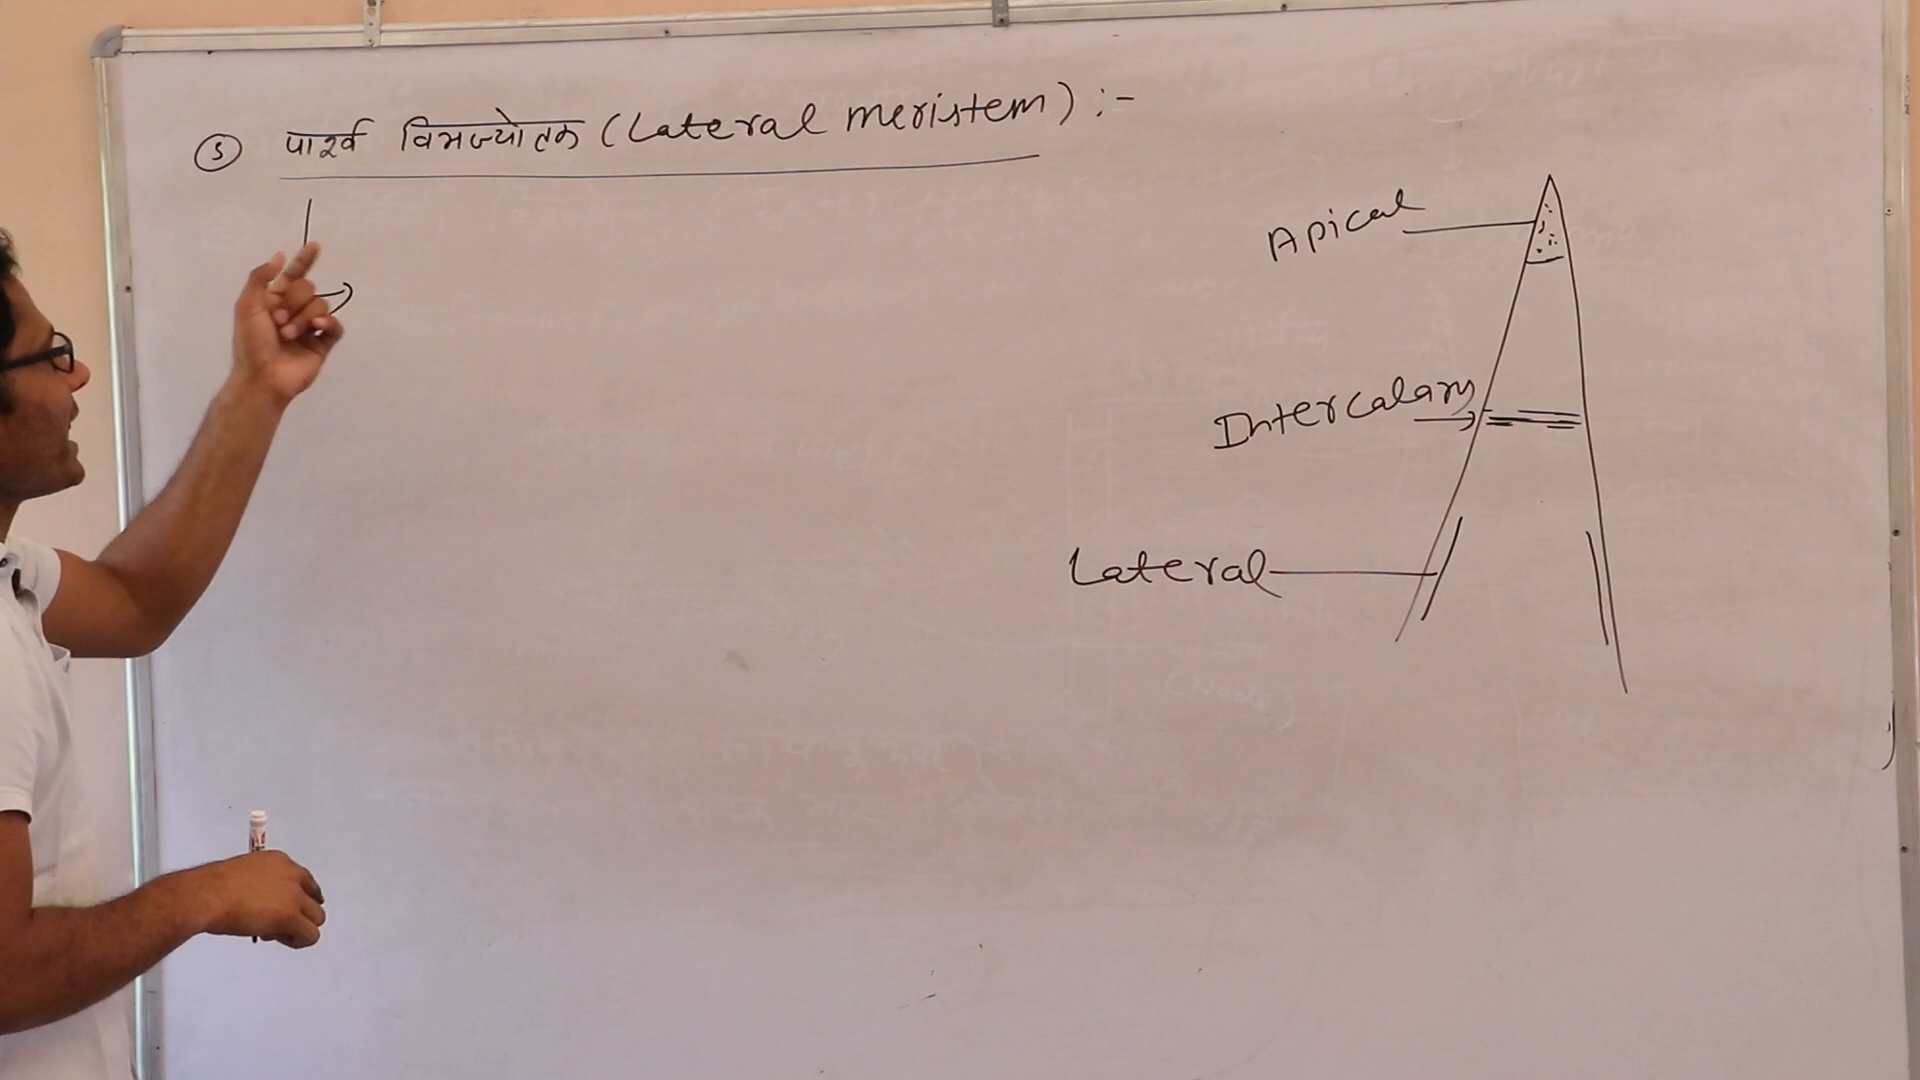 ③ पार्श्व विभज्योतक (Lateral meristem) :-
Apical
Intercalary
Lateral